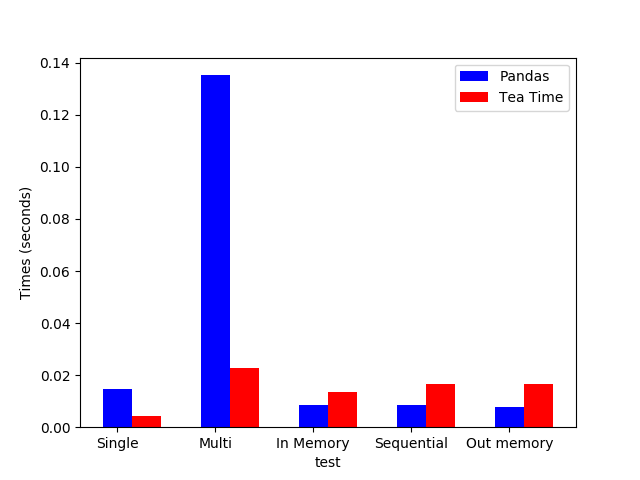 0.14
0.12
0.10
0.08
0.06
0.04
0.02
0.00
Times (seconds)
Pandas
Tea Time
Single Multi In Memory Sequential Out memory
test